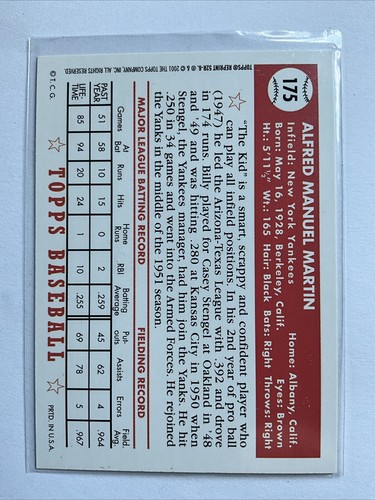 175
ALFRED MANUEL MARTIN
Infield: New York Yankees Home: Albany, Calif.
Born: May 16, 1928, Berkeley, Calif. Eyes: Brown
Ht.: 5'11½" Wt.: 165 Hair: Black Bats: Right Throws: Right
"The Kid" is a smart, scrappy and confident player who
can play all infield positions. In his 2nd year of pro ball
(1947) he led the Arizona-Texas League with .392 and drove
in 174 runs. Billy played for Casey Stengel at Oakland in '48
and '49 and was hitting .280 at Kansas City in 1950 when
Stengel, the Yankees manager, had him join the Yanks. He hit
.250 in 34 games and went into the Armed Forces. He rejoined
the Yanks in the middle of the 1951 season.
MAJOR LEAGUE BATTING RECORD FIELDING RECORD
Games At Bat Runs Hits Home Runs RBI Batting Average Put-outs Assists Errors Field. Avg.
PAST YEAR 51 58 10 15 0 2 .259 45 62 4 .964
LIFE-TIME 85 94 20 24 1 10 .255 69 78 5 .967
TOPPS BASEBALL
© T.C.G. PRTD. IN U.S.A.
TOPPS® REPRINT ® & © 2001 THE TOPPS COMPANY, INC. ALL RIGHTS RESERVED.